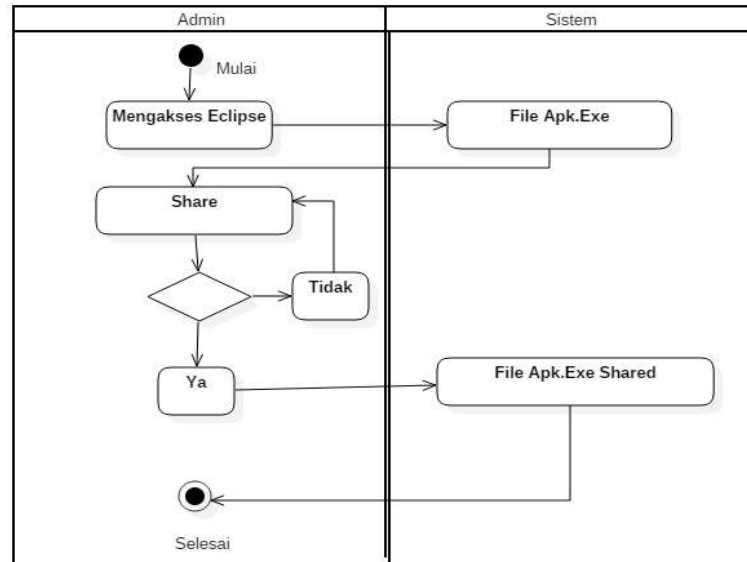 Admin
Sistem
Mulai
Mengakses Eclipse
File Apk.Exe
Share
Tidak
Ya
File Apk.Exe Shared
Selesai